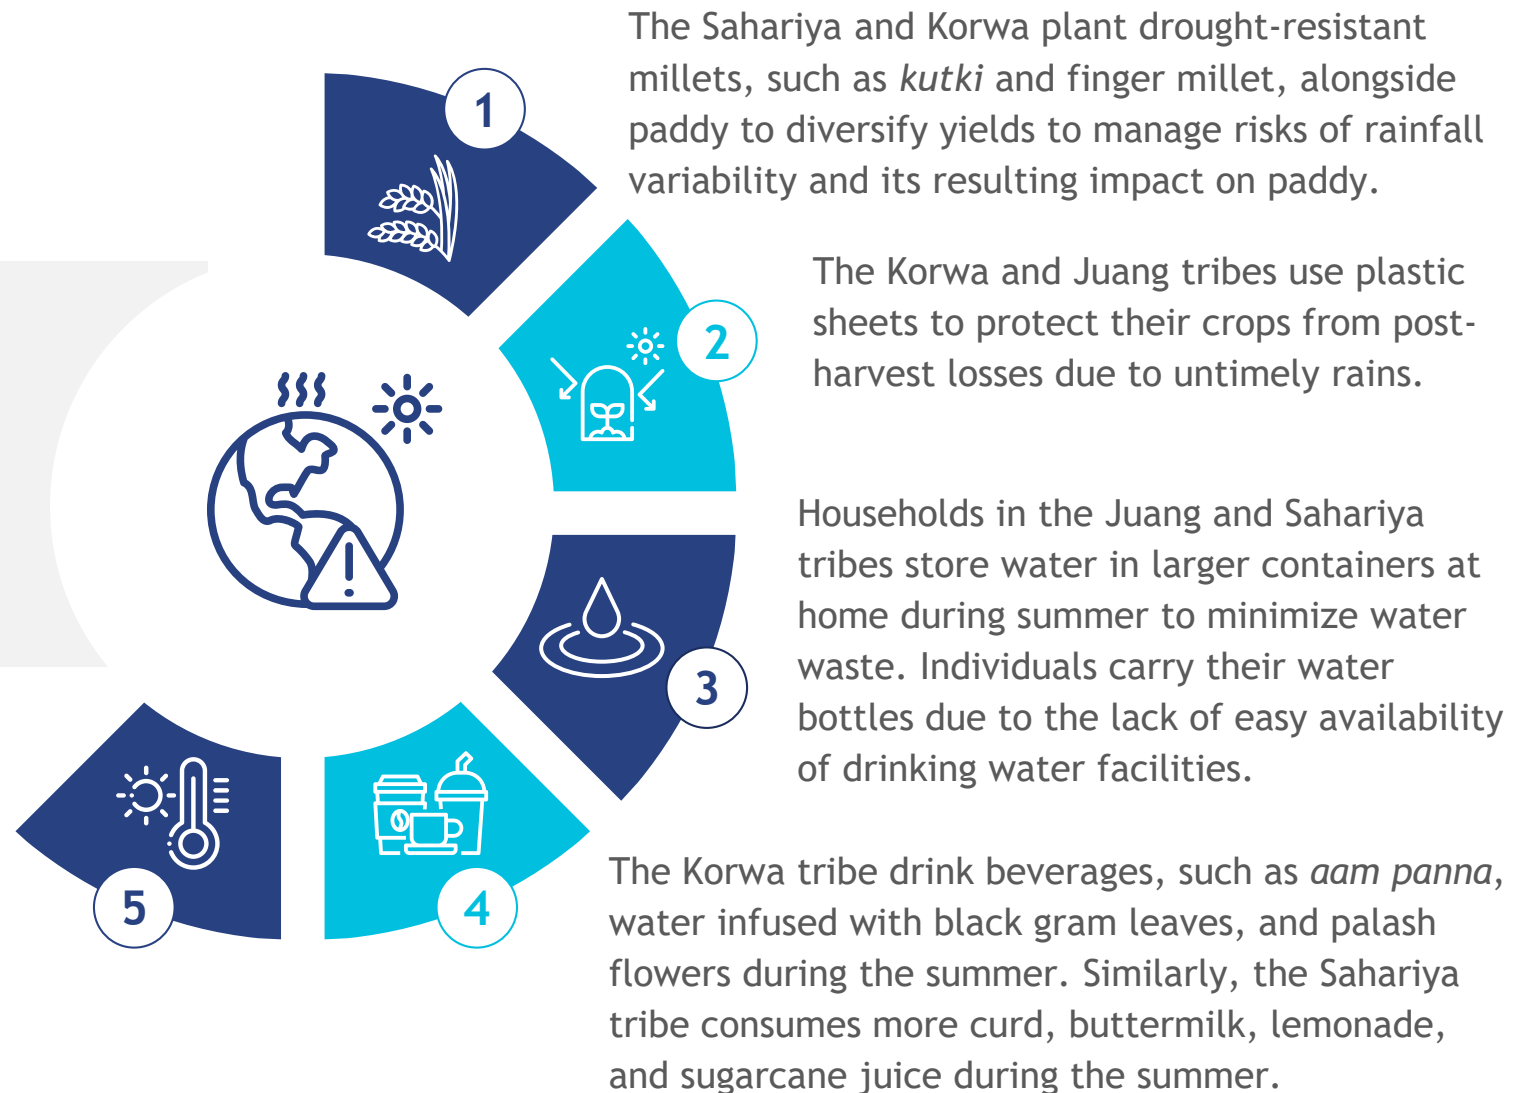 The Sahariya and Korwa plant drought-resistant
millets, such as kutki and finger millet, alongside
paddy to diversify yields to manage risks of rainfall
variability and its resulting impact on paddy.
1
The Korwa and Juang tribes use plastic
sheets to protect their crops from post-
harvest losses due to untimely rains.
2
Households in the Juang and Sahariya
tribes store water in larger containers at
home during summer to minimize water
waste. Individuals carry their water
bottles due to the lack of easy availability
of drinking water facilities.
3
The Korwa tribe drink beverages, such as aam panna,
water infused with black gram leaves, and palash
flowers during the summer. Similarly, the Sahariya
tribe consumes more curd, buttermilk, lemonade,
and sugarcane juice during the summer.
4
5